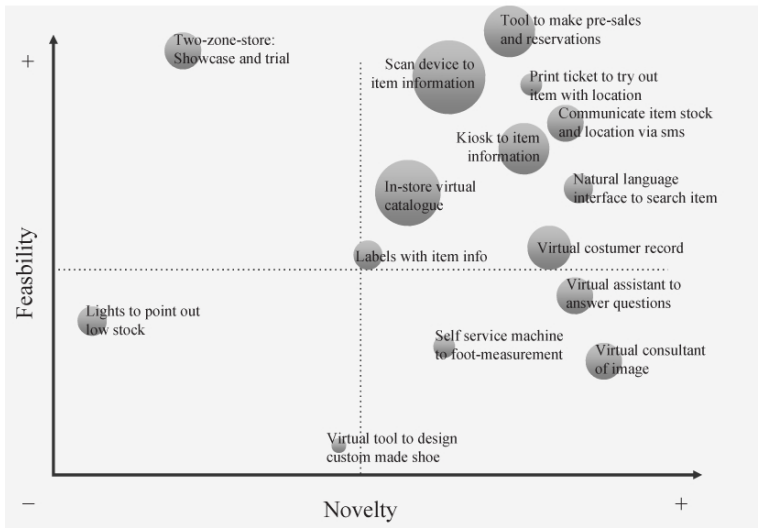 Tool to make pre-sales
and reservations
Two-zone-store:
Showcase and trial
+
Scan device to
item information
Print ticket to try out
item with location
Communicate item stock
and location via sms
Kiosk to item
information
In-store virtual
catalogue
Natural language
interface to search item
Virtual costumer record
Labels with item info
Feasbility
Virtual assistant to
answer questions
Lights to point out
low stock
Self service machine
to foot-measurement
Virtual consultant
of image
Virtual tool to design
custom made shoe
−
Novelty
+